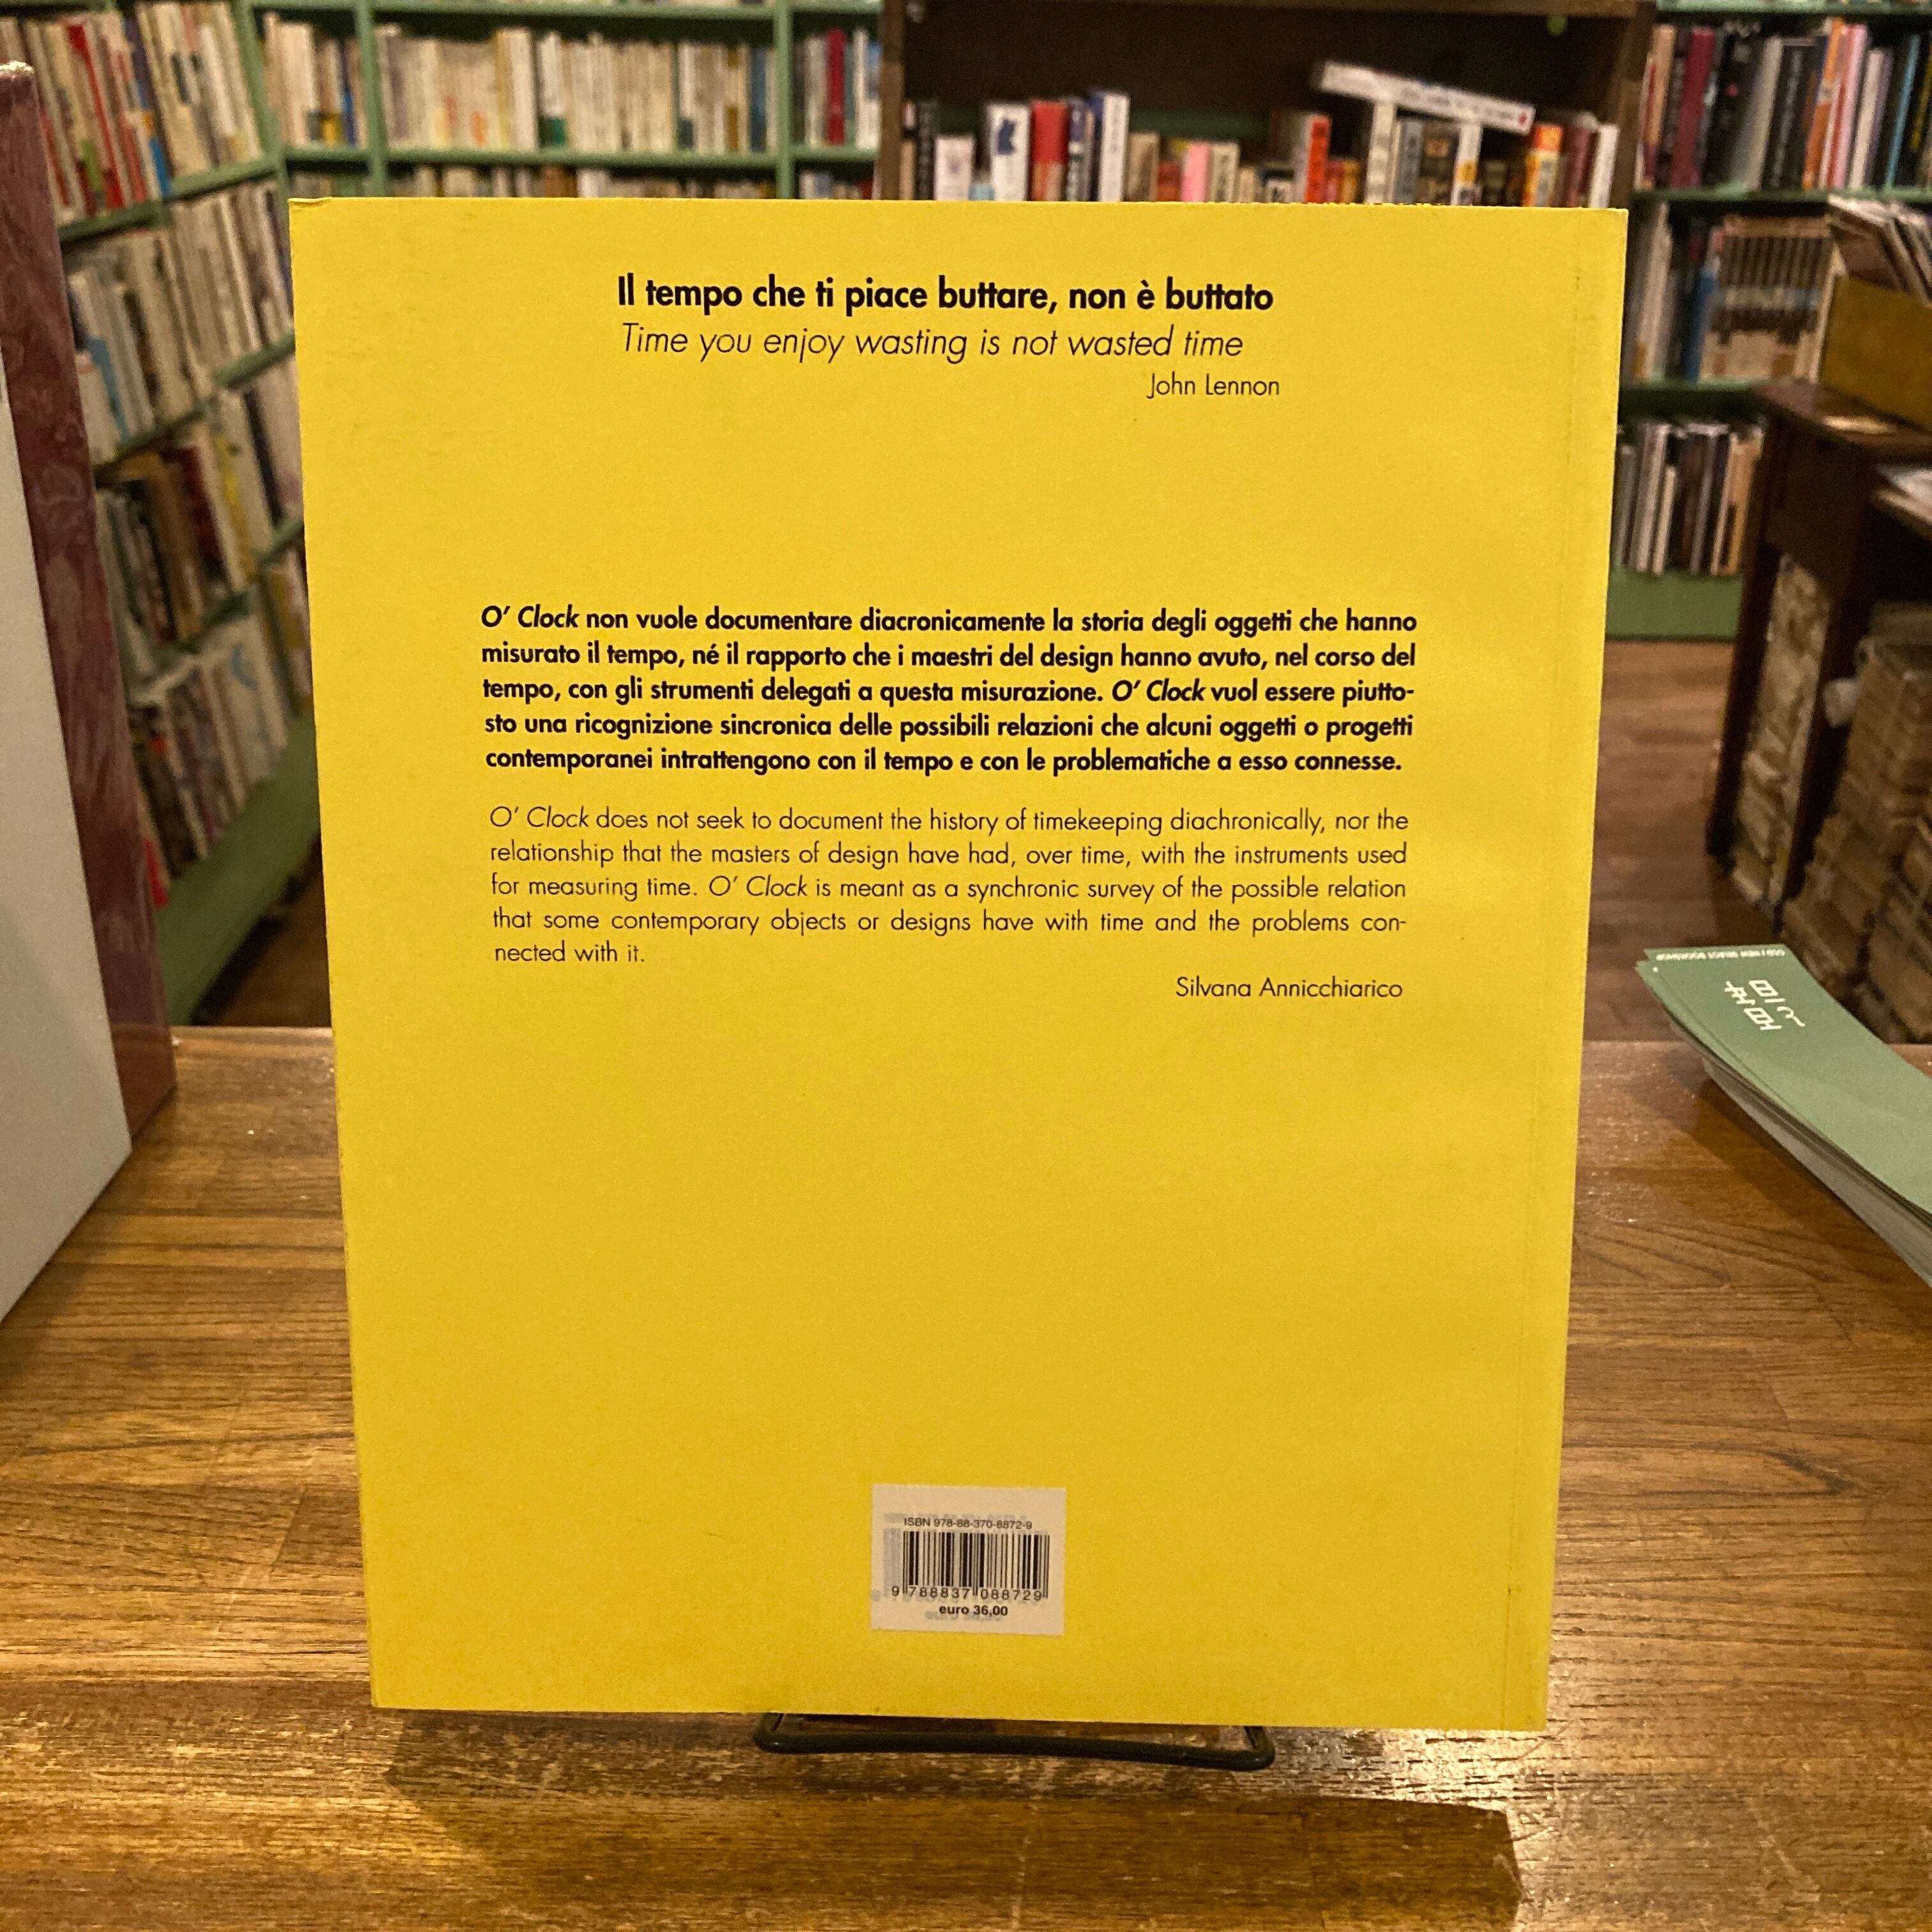 Il tempo che ti piace buttare, non è buttato
Time you enjoy wasting is not wasted time
John Lennon
O' Clock non vuole documentare diacronicamente la storia degli oggetti che hanno
misurato il tempo, né il rapporto che i maestri del design hanno avuto, nel corso del
tempo, con gli strumenti delegati a questa misurazione. O' Clock vuol essere piutto-
sto una ricognizione sincronica delle possibili relazioni che alcuni oggetti o progetti
contemporanei intrattengono con il tempo e con le problematiche a esso connesse.
O' Clock does not seek to document the history of timekeeping diachronically, nor the
relationship that the masters of design have had, over time, with the instruments used
for measuring time. O' Clock is meant as a synchronic survey of the possible relation
that some contemporary objects or designs have with time and the problems con-
nected with it.
Silvana Annicchiarico
ISBN 978-88-370-8872-9
9 788837 088729
euro 36,00